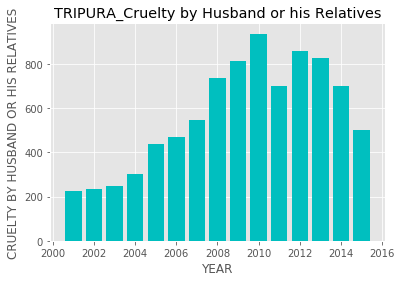 TRIPURA_Cruelty by Husband or his Relatives
CRUELTY BY HUSBAND OR HIS RELATIVES
800
600
400
200
0
2000 2002 2004 2006 2008 2010 2012 2014 2016
YEAR